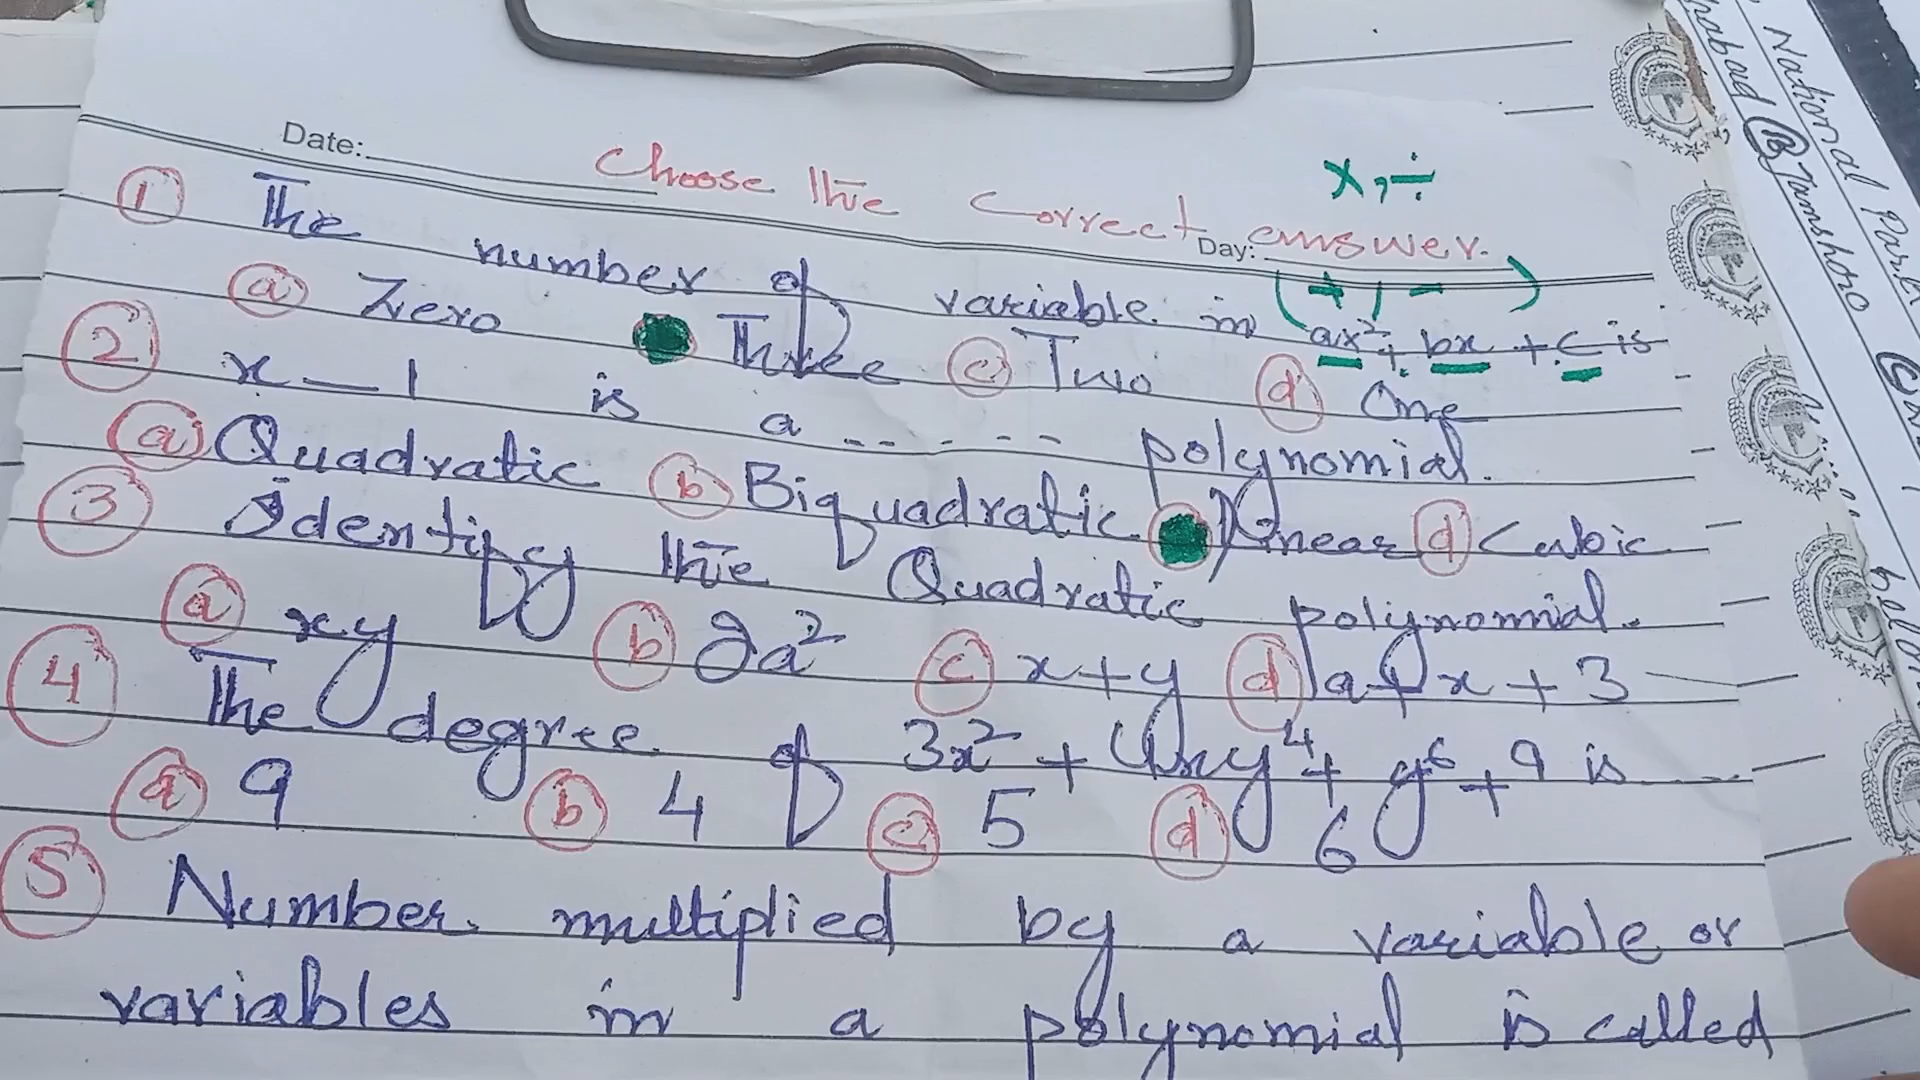 Date:
Choose the correct answer.
Day:
×, ÷
(+, -)
① The number of variable in ax²+ bx + c is
ⓐ Zero Three ⓒ Two ⓓ One
② x - 1 is a ------ polynomial.
ⓐ Quadratic ⓑ Biquadratic Linear ⓓ Cubic
③ Identify the Quadratic polynomial.
ⓐ xy ⓑ 2a² ⓒ x+y ⓓ a+x+3
④ The degree of 3x² + 4xy⁴ + y⁶ + 9 is
ⓐ 9 ⓑ 4 ⓒ 5 ⓓ 6
⑤ Number multiplied by a variable or
variables in a polynomial is called
National Park
Ⓑ Jamshoro